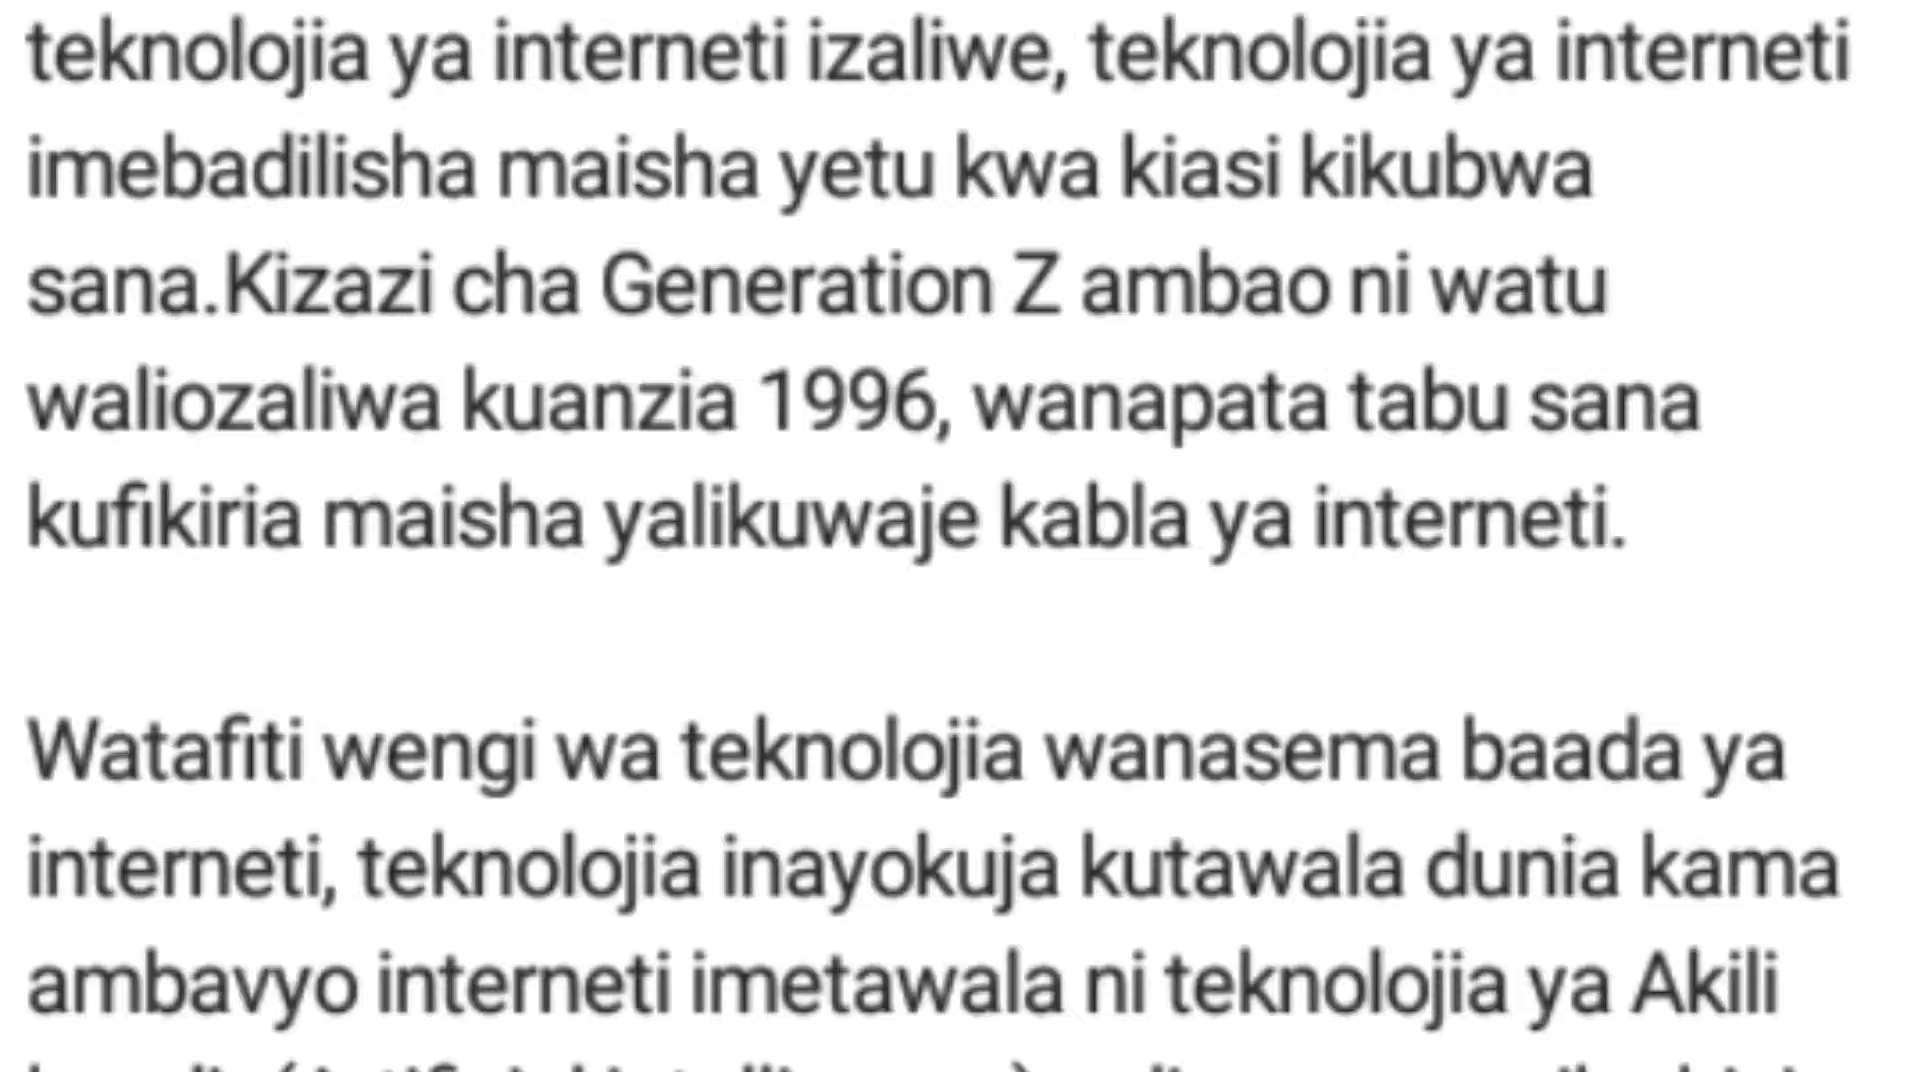 teknolojia ya interneti izaliwe, teknolojia ya interneti
imebadilisha maisha yetu kwa kiasi kikubwa
sana.Kizazi cha Generation Z ambao ni watu
waliozaliwa kuanzia 1996, wanapata tabu sana
kufikiria maisha yalikuwaje kabla ya interneti.
Watafiti wengi wa teknolojia wanasema baada ya
interneti, teknolojia inayokuja kutawala dunia kama
ambavyo interneti imetawala ni teknolojia ya Akili